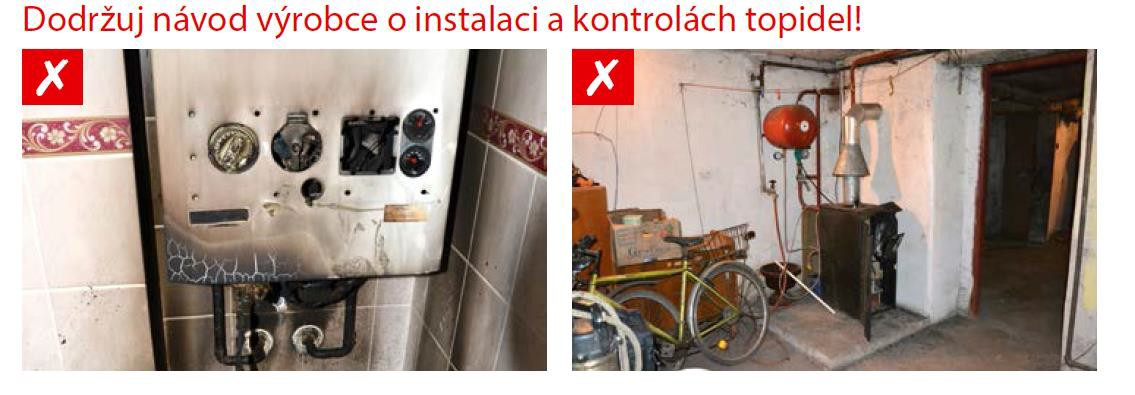 Dodržuj návod výrobce o instalaci a kontrolách topidel!